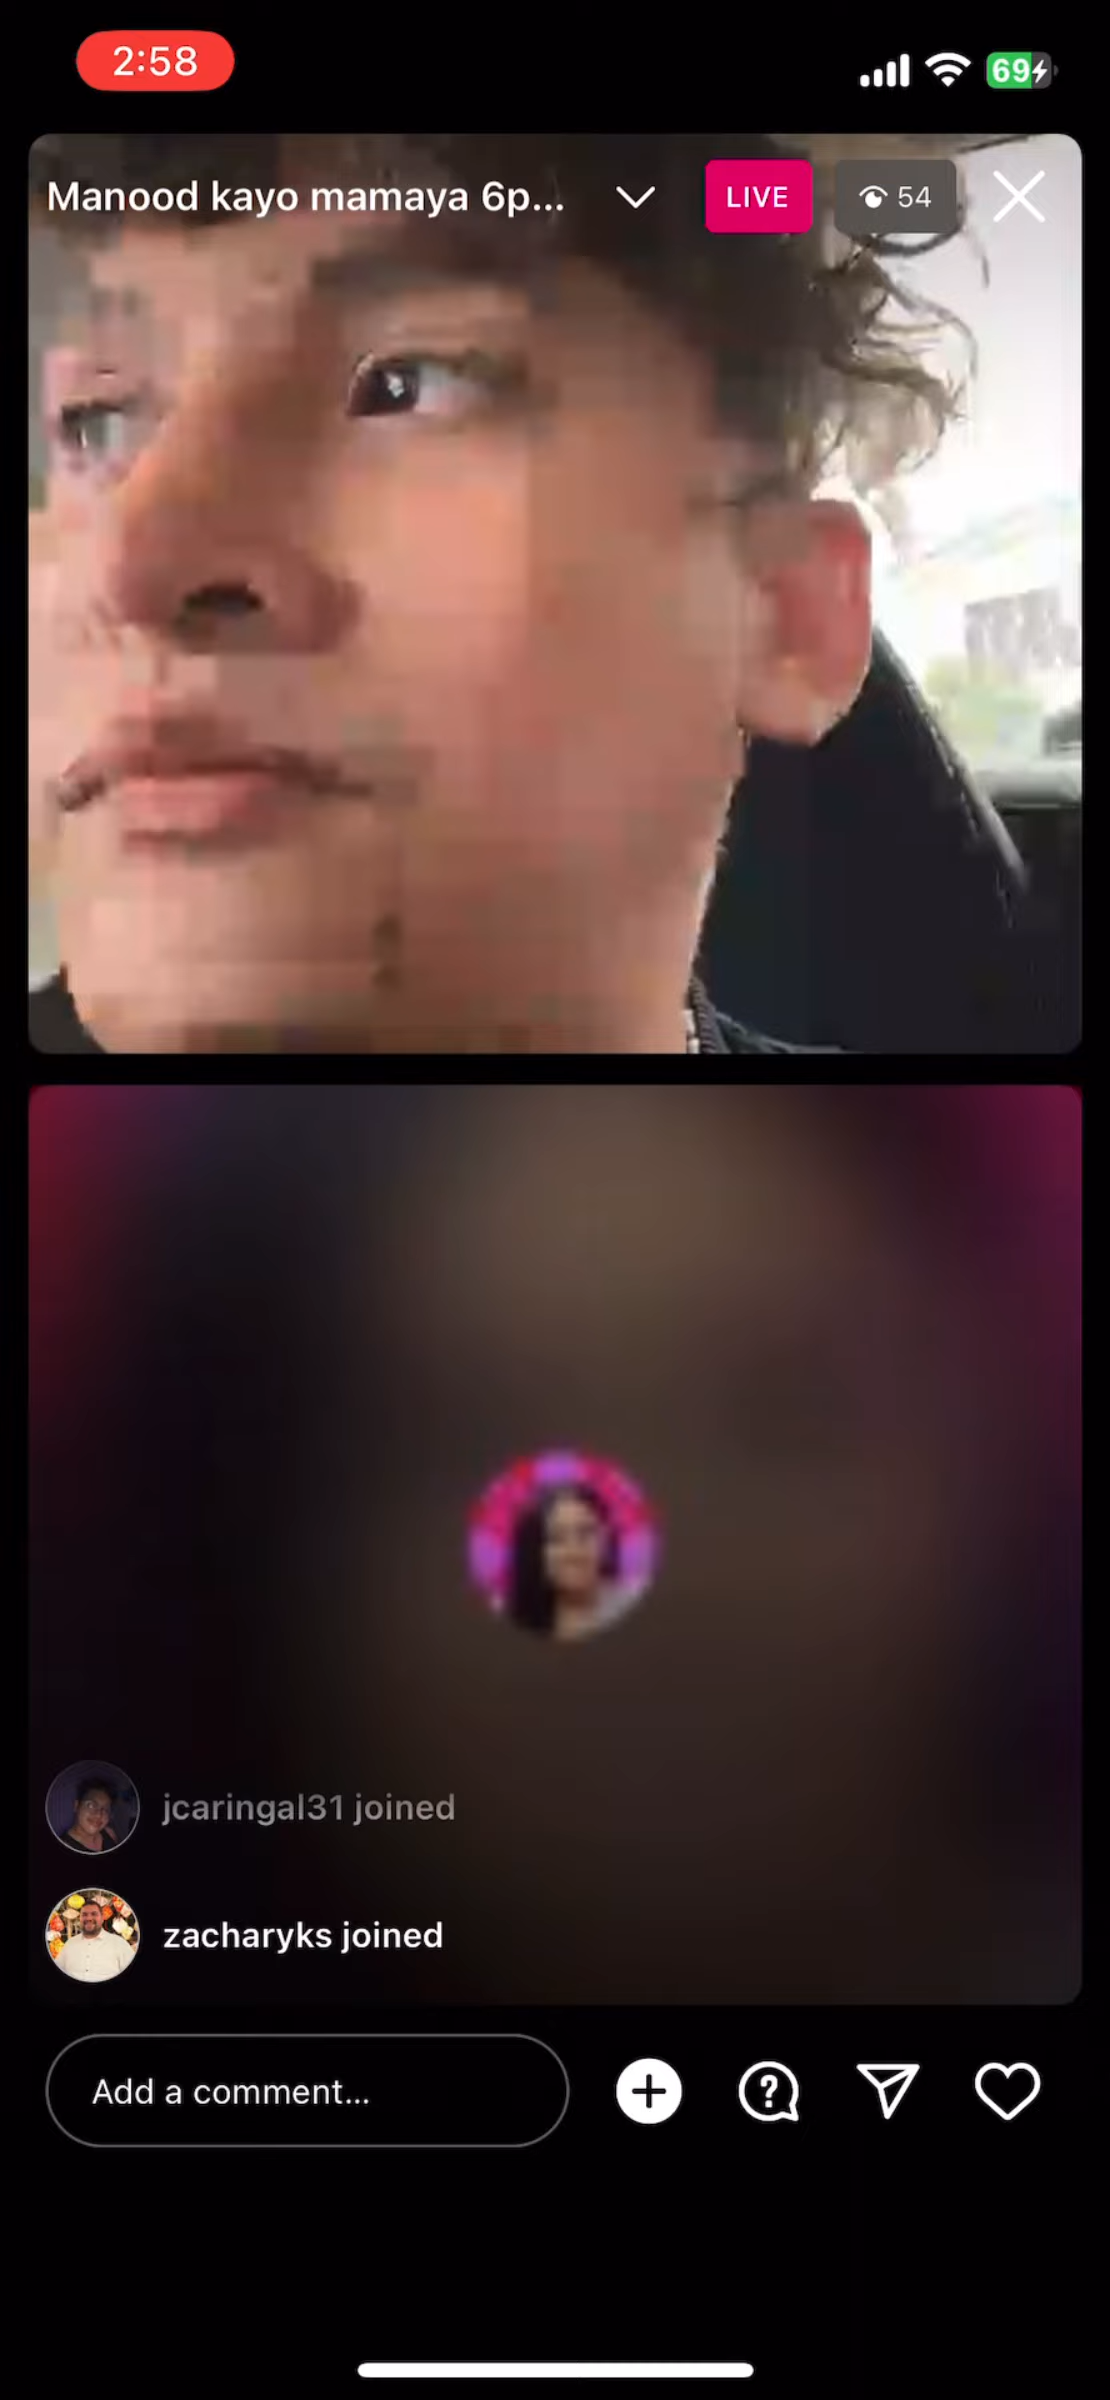 2:58
69
Manood kayo mamaya 6p...
LIVE
54
jcaringal31 joined
zacharyks joined
Add a comment...